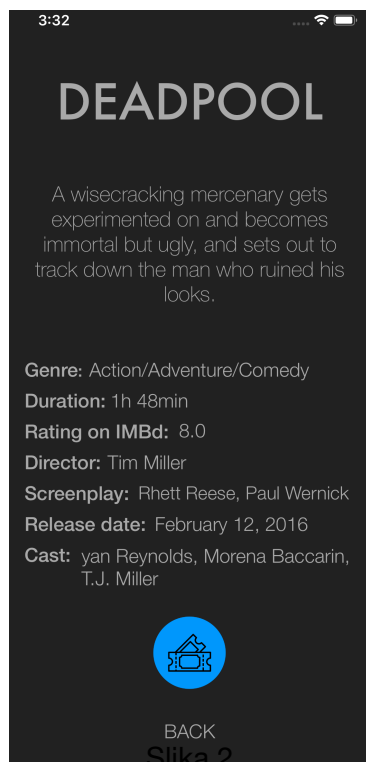 3:32
DEADPOOL
A wisecracking mercenary gets
experimented on and becomes
immortal but ugly, and sets out to
track down the man who ruined his
looks.
Genre: Action/Adventure/Comedy
Duration: 1h 48min
Rating on IMBd: 8.0
Director: Tim Miller
Screenplay: Rhett Reese, Paul Wernick
Release date: February 12, 2016
Cast: yan Reynolds, Morena Baccarin,
T.J. Miller
BACK
Slika 2